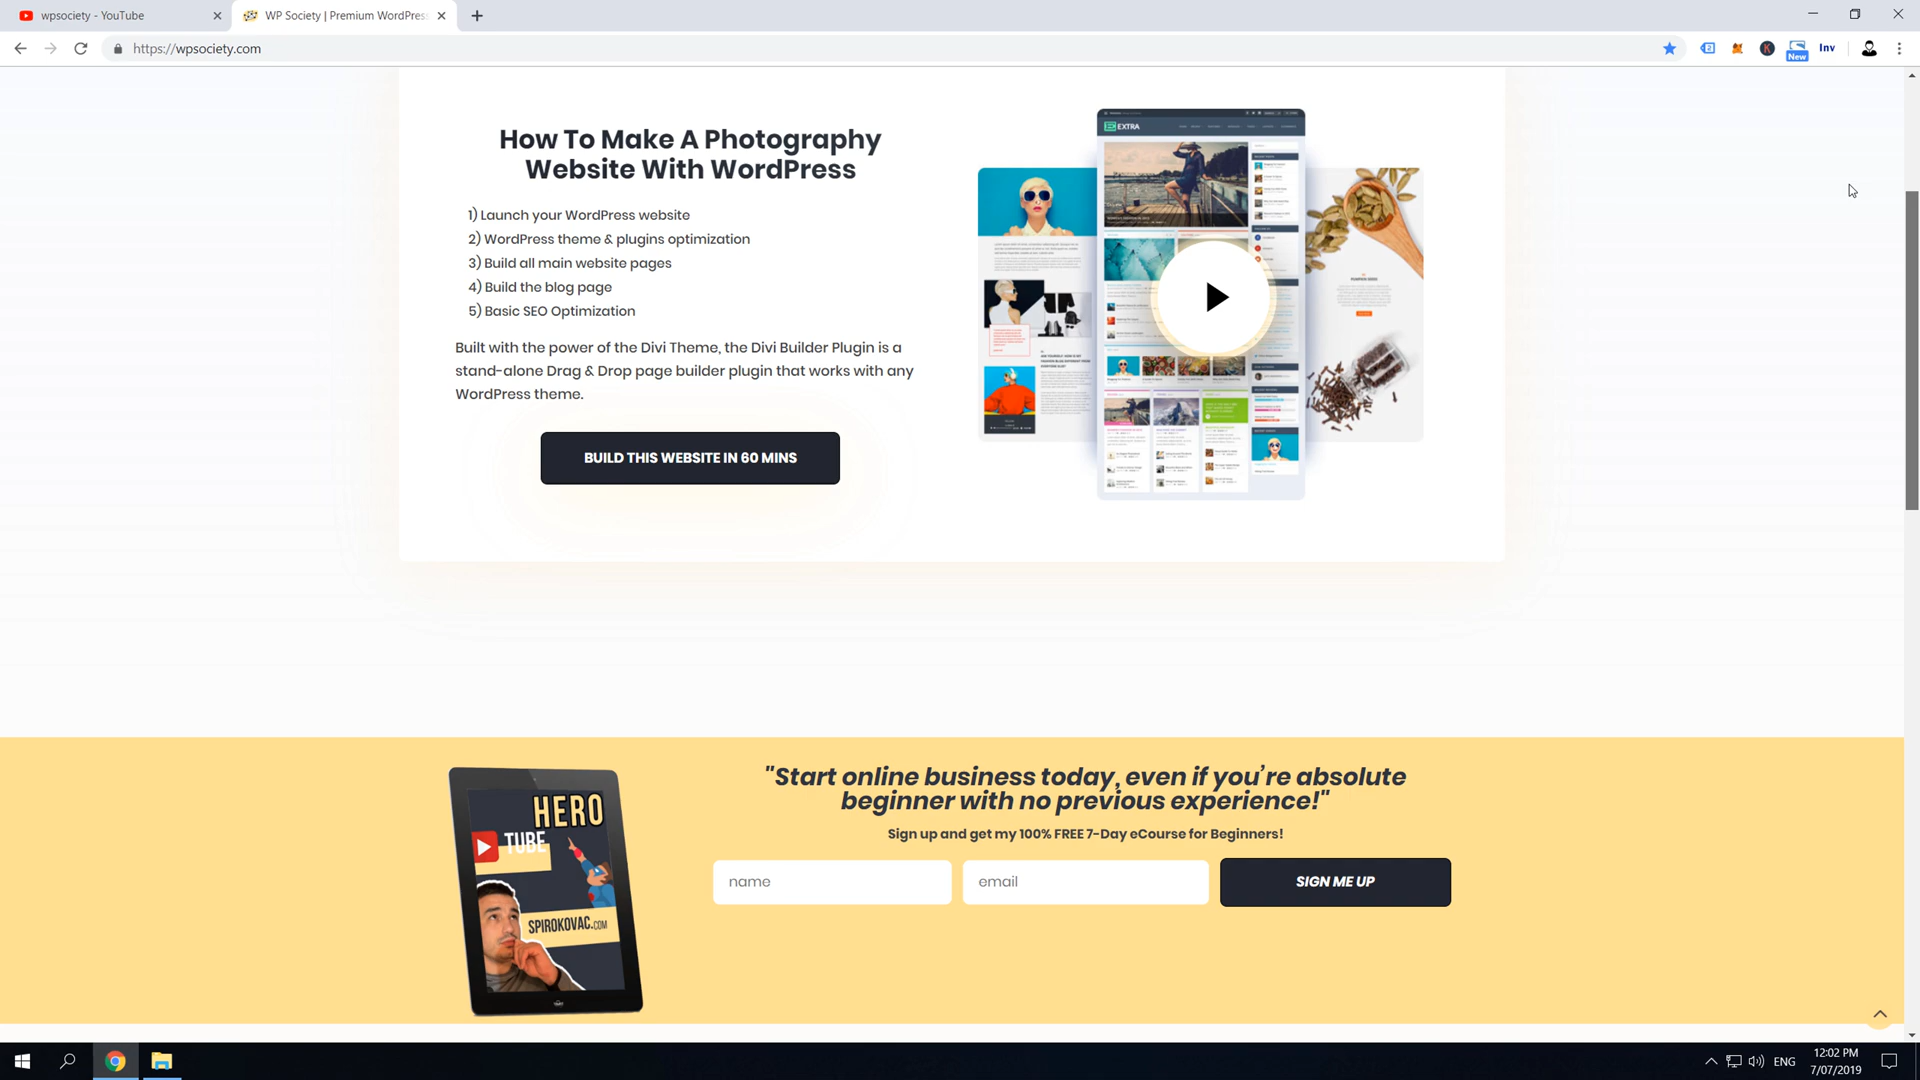 wpsociety - YouTube
WP Society | Premium WordPress
https://wpsociety.com
2
K
New
Inv
How To Make A Photography
Website With WordPress
1) Launch your WordPress website
2) WordPress theme & plugins optimization
3) Build all main website pages
4) Build the blog page
5) Basic SEO Optimization
Built with the power of the Divi Theme, the Divi Builder Plugin is a
stand-alone Drag & Drop page builder plugin that works with any
WordPress theme.
BUILD THIS WEBSITE IN 60 MINS
E EXTRA
"Start online business today, even if you're absolute
beginner with no previous experience!"
Sign up and get my 100% FREE 7-Day eCourse for Beginners!
name
email
SIGN ME UP
HERO
TUBE
SPIROKOVAC.COM
ENG
12:02 PM
7/07/2019